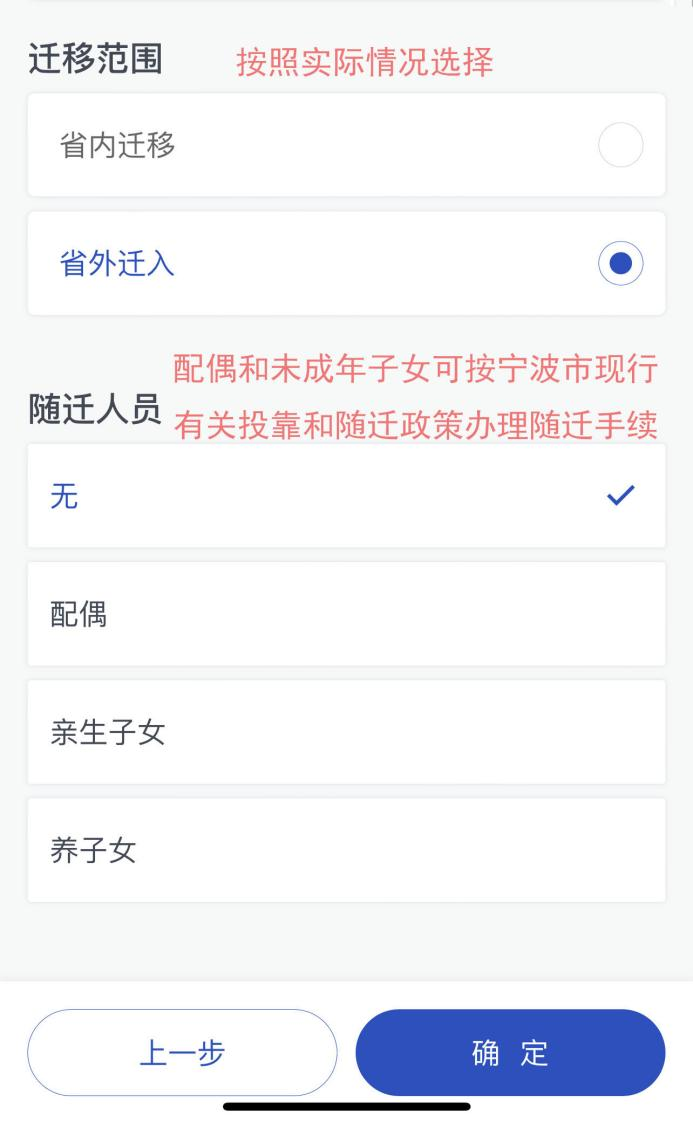 迁移范围 按照实际情况选择
省内迁移
省外迁入
配偶和未成年子女可按宁波市现行
随迁人员 有关投靠和随迁政策办理随迁手续
无
配偶
亲生子女
养子女
上一步 确 定